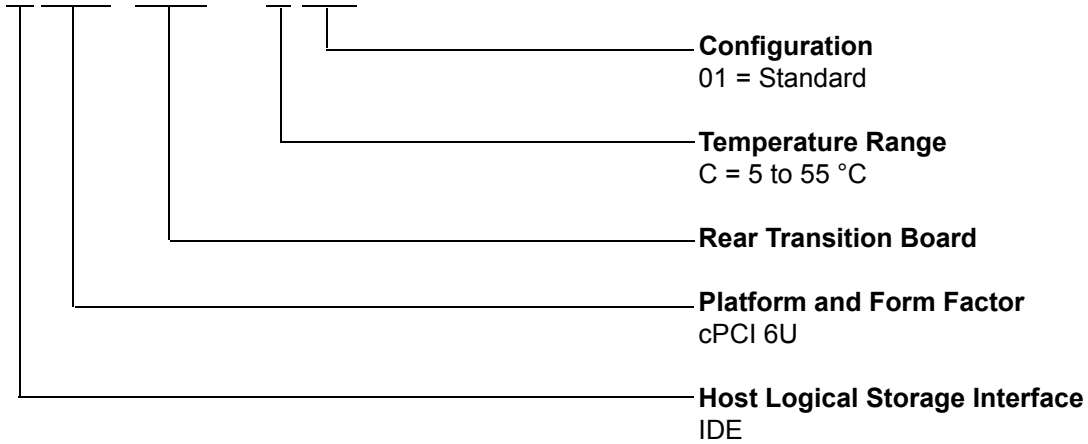 Configuration
01 = Standard
Temperature Range
C = 5 to 55 °C
Rear Transition Board
Platform and Form Factor
cPCI 6U
Host Logical Storage Interface
IDE